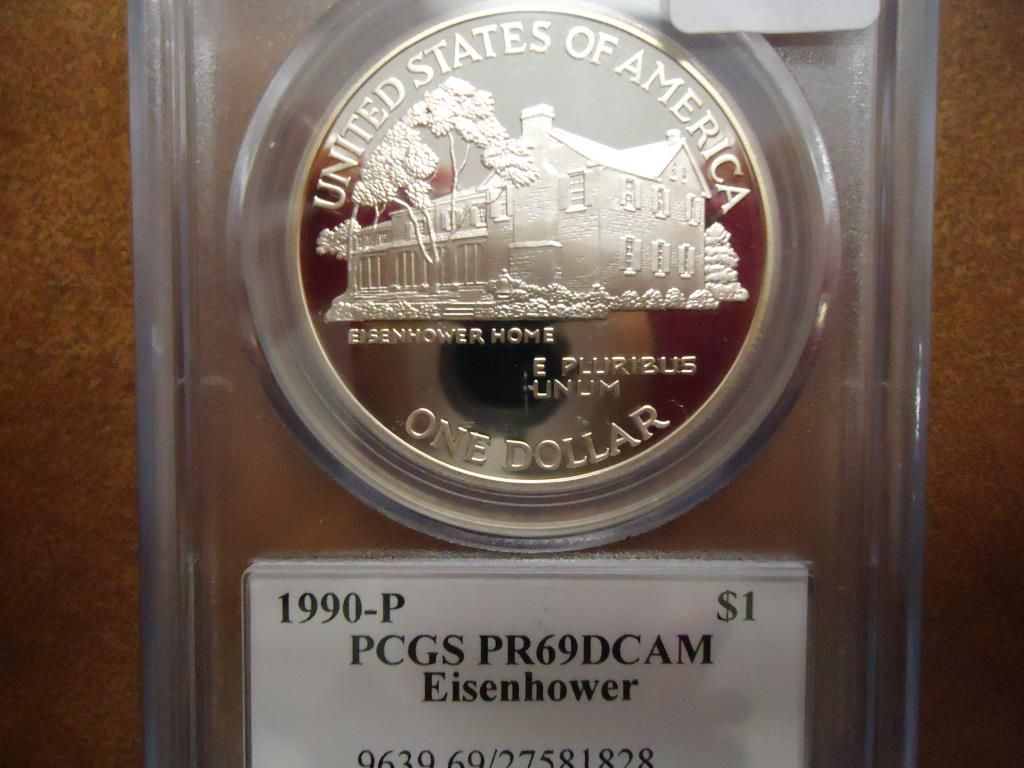 UNITED STATES OF AMERICA
EISENHOWER HOME
E PLURIBUS
UNUM
ONE DOLLAR
1990-P $1
PCGS PR69DCAM
Eisenhower
9639.69/27581828